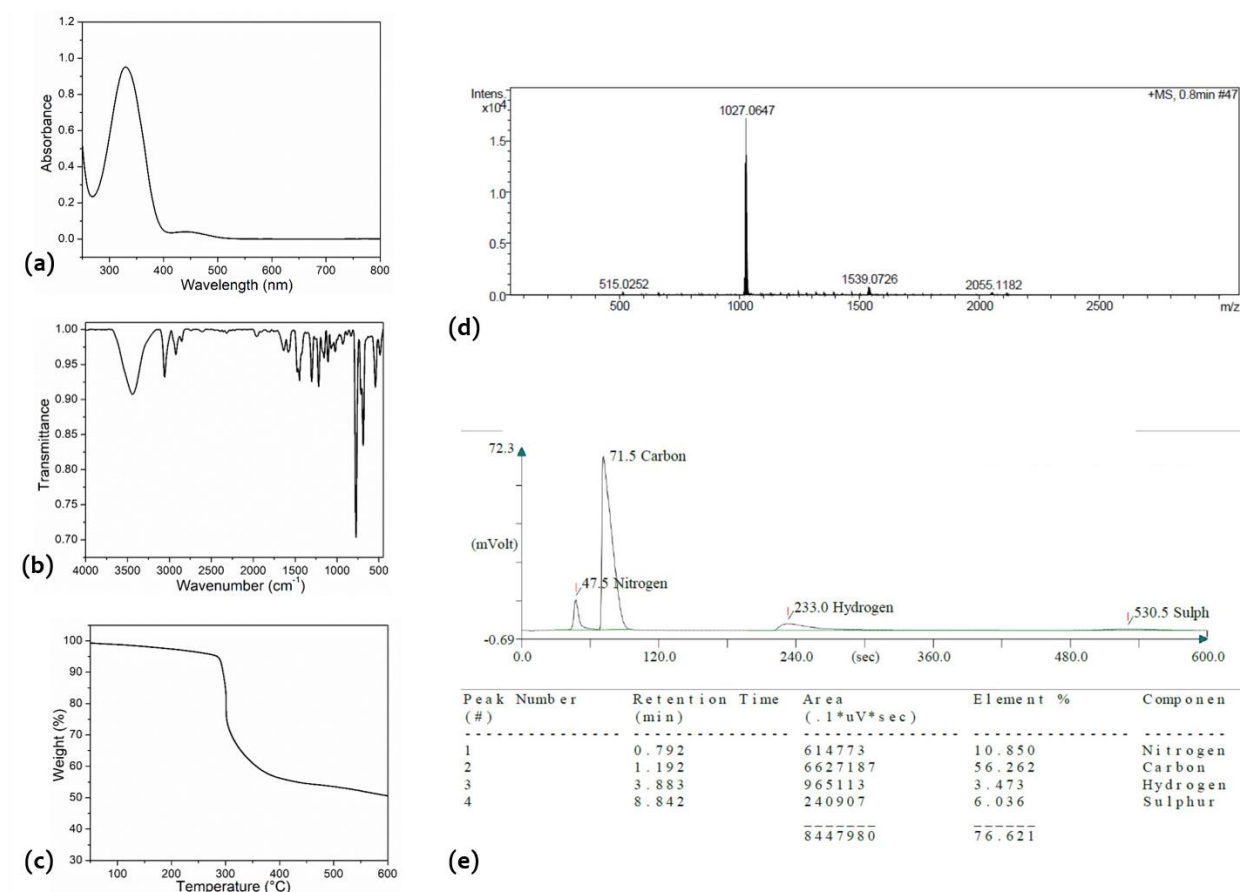 1.2
1.0
0.8
0.6
0.4
0.2
0.0
Absorbance
300 400 500 600 700 800
Wavelength (nm)
(a)
1.00
0.95
0.90
0.85
0.80
0.75
0.70
Transmittance
4000 3500 3000 2500 2000 1500 1000 500
Wavenumber (cm⁻¹)
(b)
100
90
80
70
60
50
40
30
Weight (%)
100 200 300 400 500 600
Temperature (°C)
(c)
Intens.
x10⁴
+MS, 0.8min #47
1027.0647
1.5
1.0
0.5
0.0
515.0252
1539.0726
2055.1182
500 1000 1500 2000 2500 m/z
(d)
72.3
71.5 Carbon
(mVolt)
47.5 Nitrogen
233.0 Hydrogen
530.5 Sulph
-0.69
0.0 120.0 240.0 (sec) 360.0 480.0 600.0
Peak Number Retention Time Area Element % Componen
(#) (min) (.1*uV*sec)
1 0.792 614773 10.850 Nitrogen
2 1.192 6627187 56.262 Carbon
3 3.883 965113 3.473 Hydrogen
4 8.842 240907 6.036 Sulphur
8447980 76.621
(e)